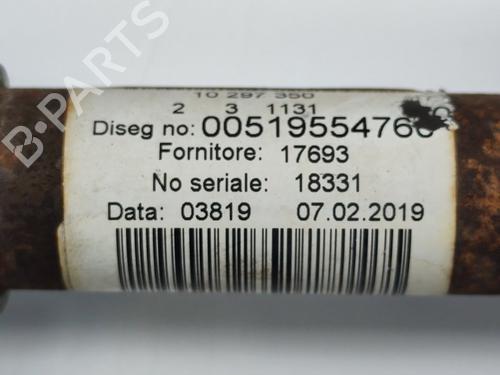 B-PARTS
10 297 350
2 3 1131
Diseg no: 00519554760
Fornitore: 17693
No seriale: 18331
Data: 03819 07.02.2019